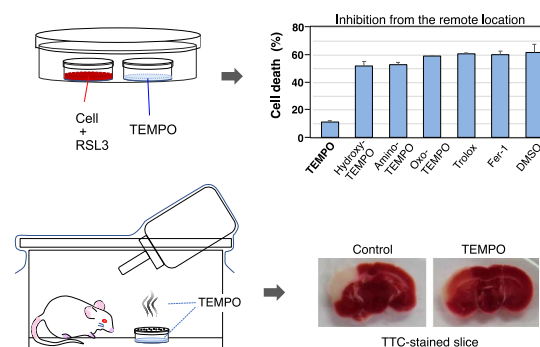 Inhibition from the remote location
Cell death (%)
80
60
40
20
0
TEMPO
Hydroxy-
TEMPO
Amino-
TEMPO
Oxo-
TEMPO
Trolox
Fer-1
DMSO
Cell
+
RSL3
TEMPO
TEMPO
Control
TEMPO
TTC-stained slice